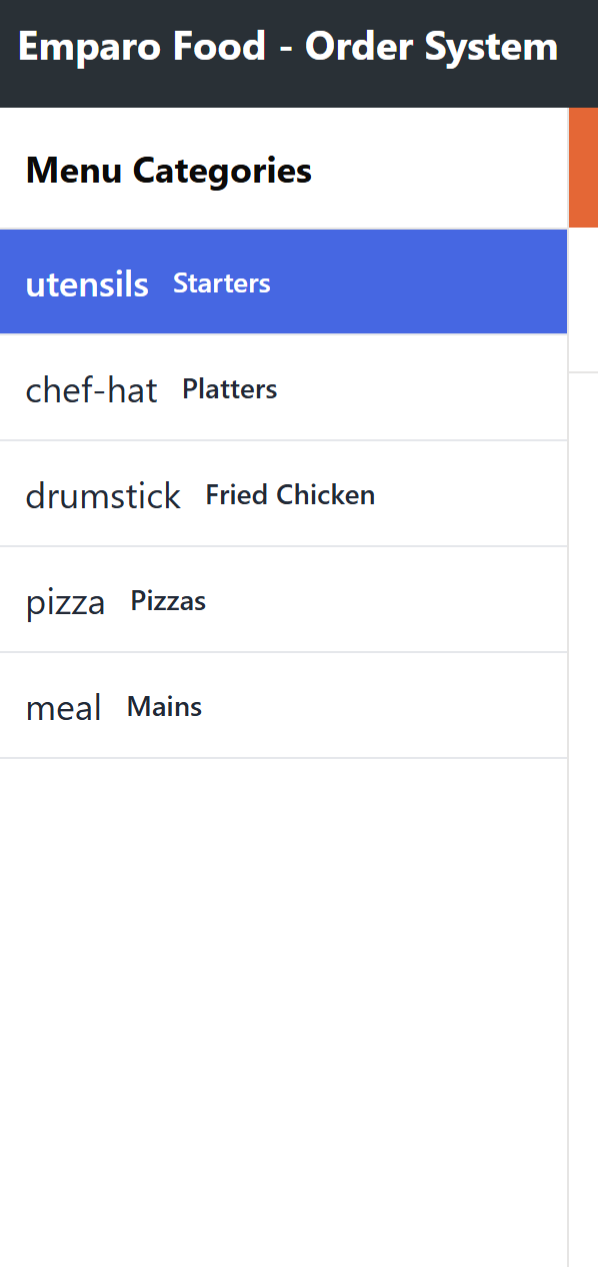 Emparo Food - Order System
Menu Categories
utensils Starters
chef-hat Platters
drumstick Fried Chicken
pizza Pizzas
meal Mains